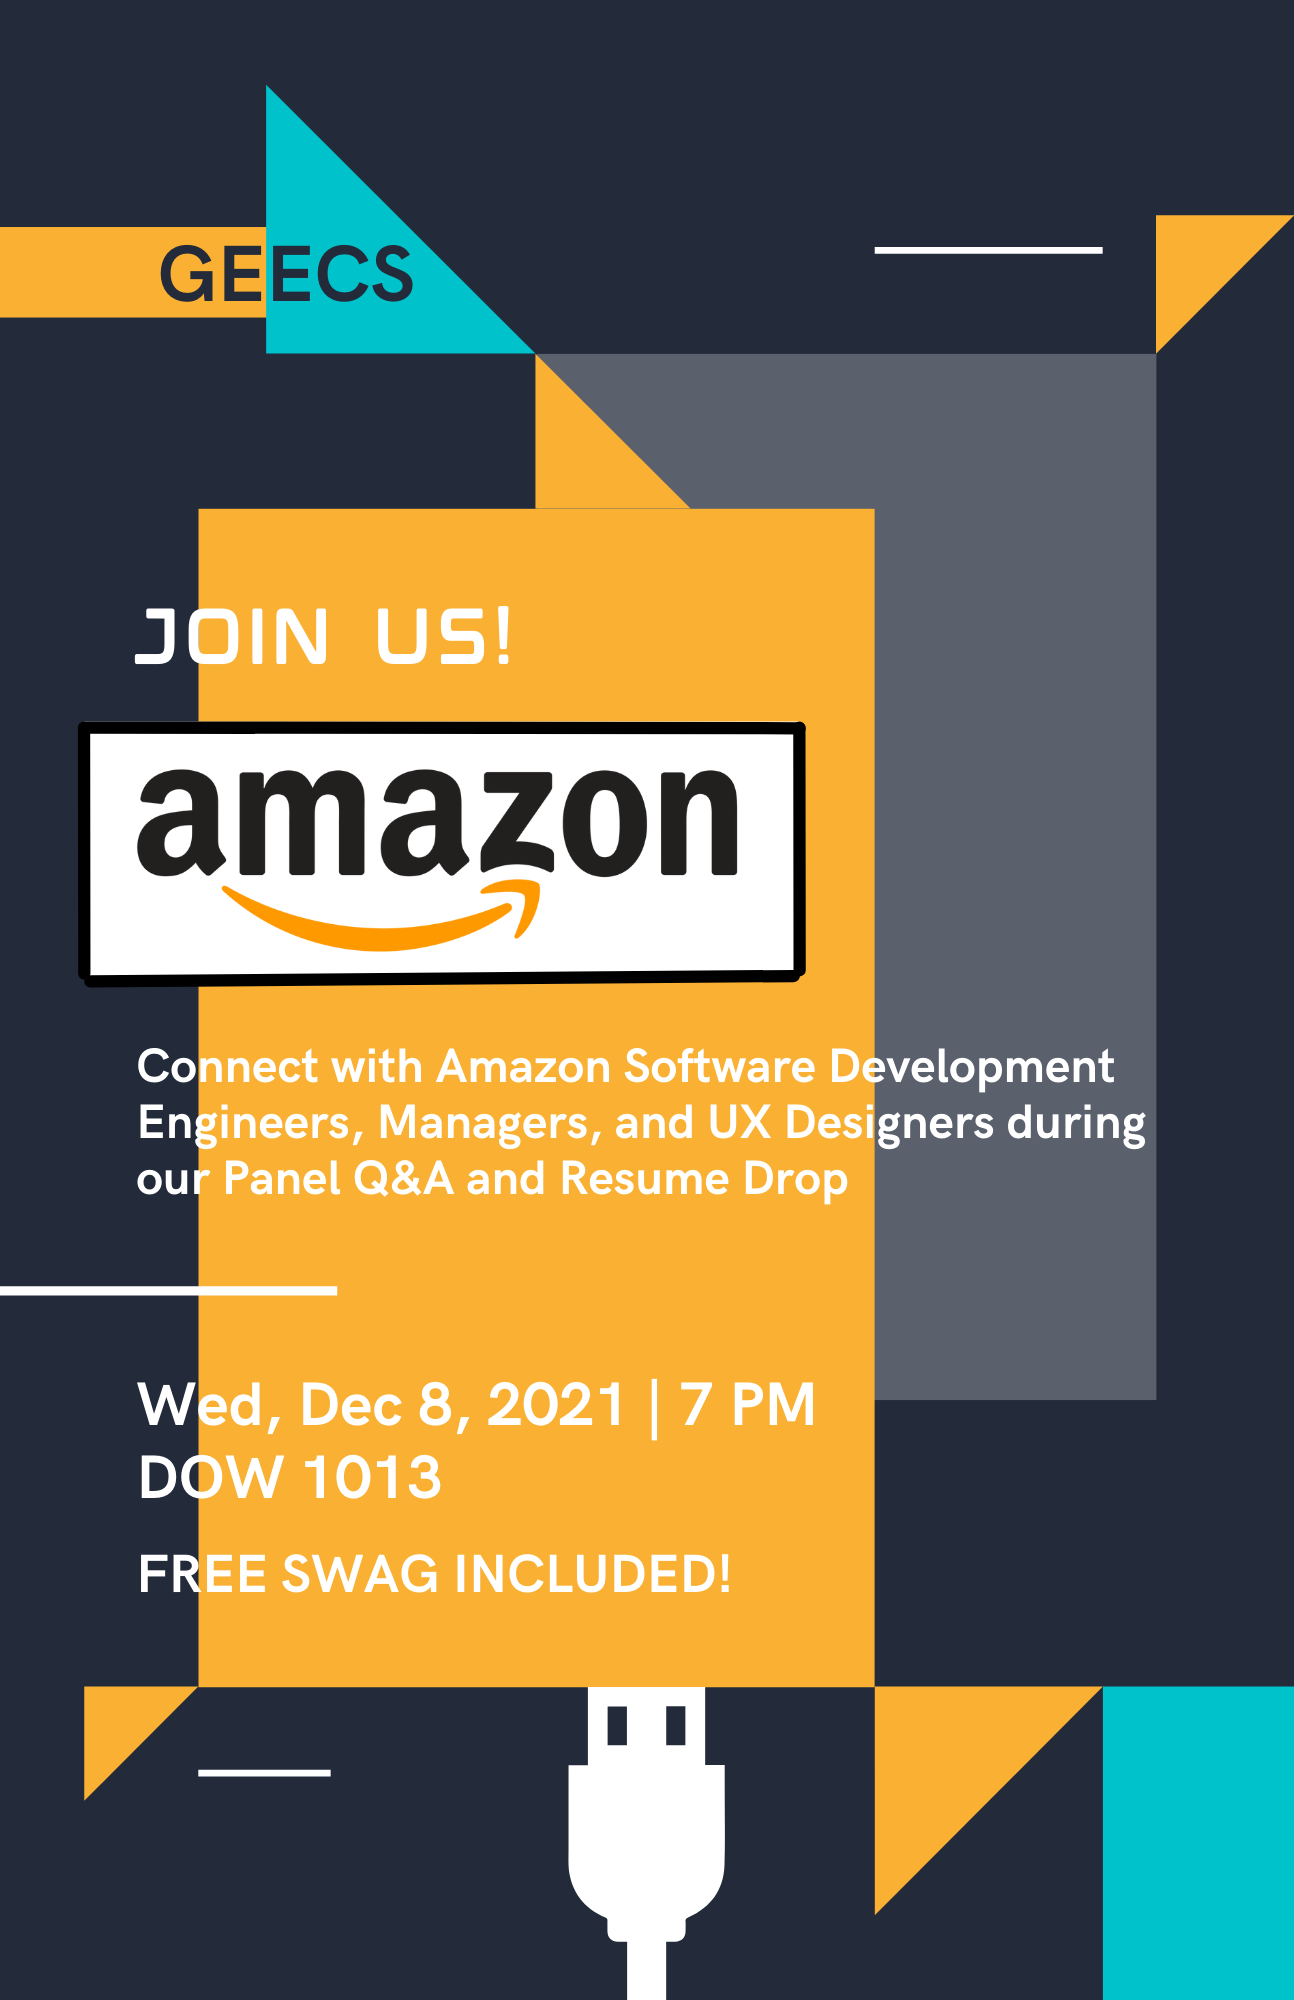 GEECS
JOIN US!
amazon
Connect with Amazon Software Development
Engineers, Managers, and UX Designers during
our Panel Q&A and Resume Drop
Wed, Dec 8, 2021 | 7 PM
DOW 1013
FREE SWAG INCLUDED!